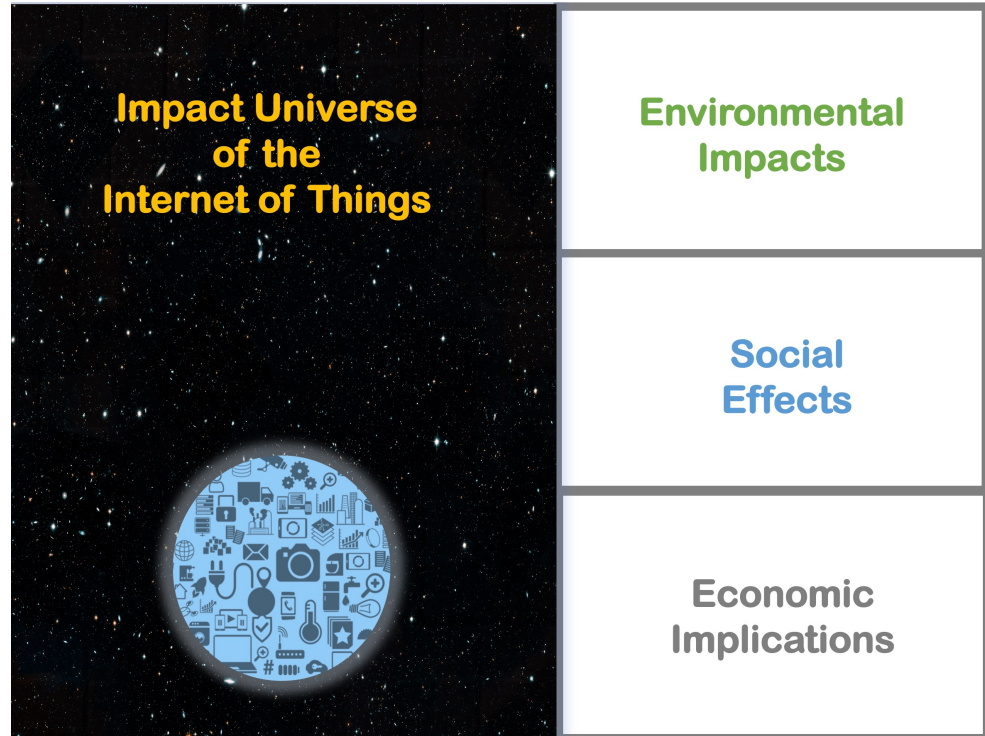 Impact Universe
of the
Internet of Things
Environmental
Impacts
Social
Effects
Economic
Implications
#